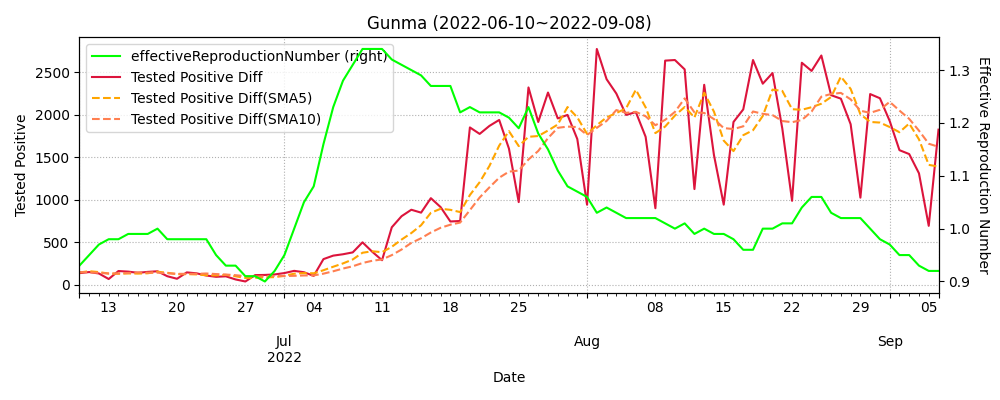 Gunma (2022-06-10~2022-09-08)
effectiveReproductionNumber (right)
Tested Positive Diff
Tested Positive Diff(SMA5)
Tested Positive Diff(SMA10)
Tested Positive
2500
2000
1500
1000
500
0
Effective Reproduction Number
1.3
1.2
1.1
1.0
0.9
13 20 27 04 11 18 25 08 15 22 29 05
Jul Aug Sep
2022
Date